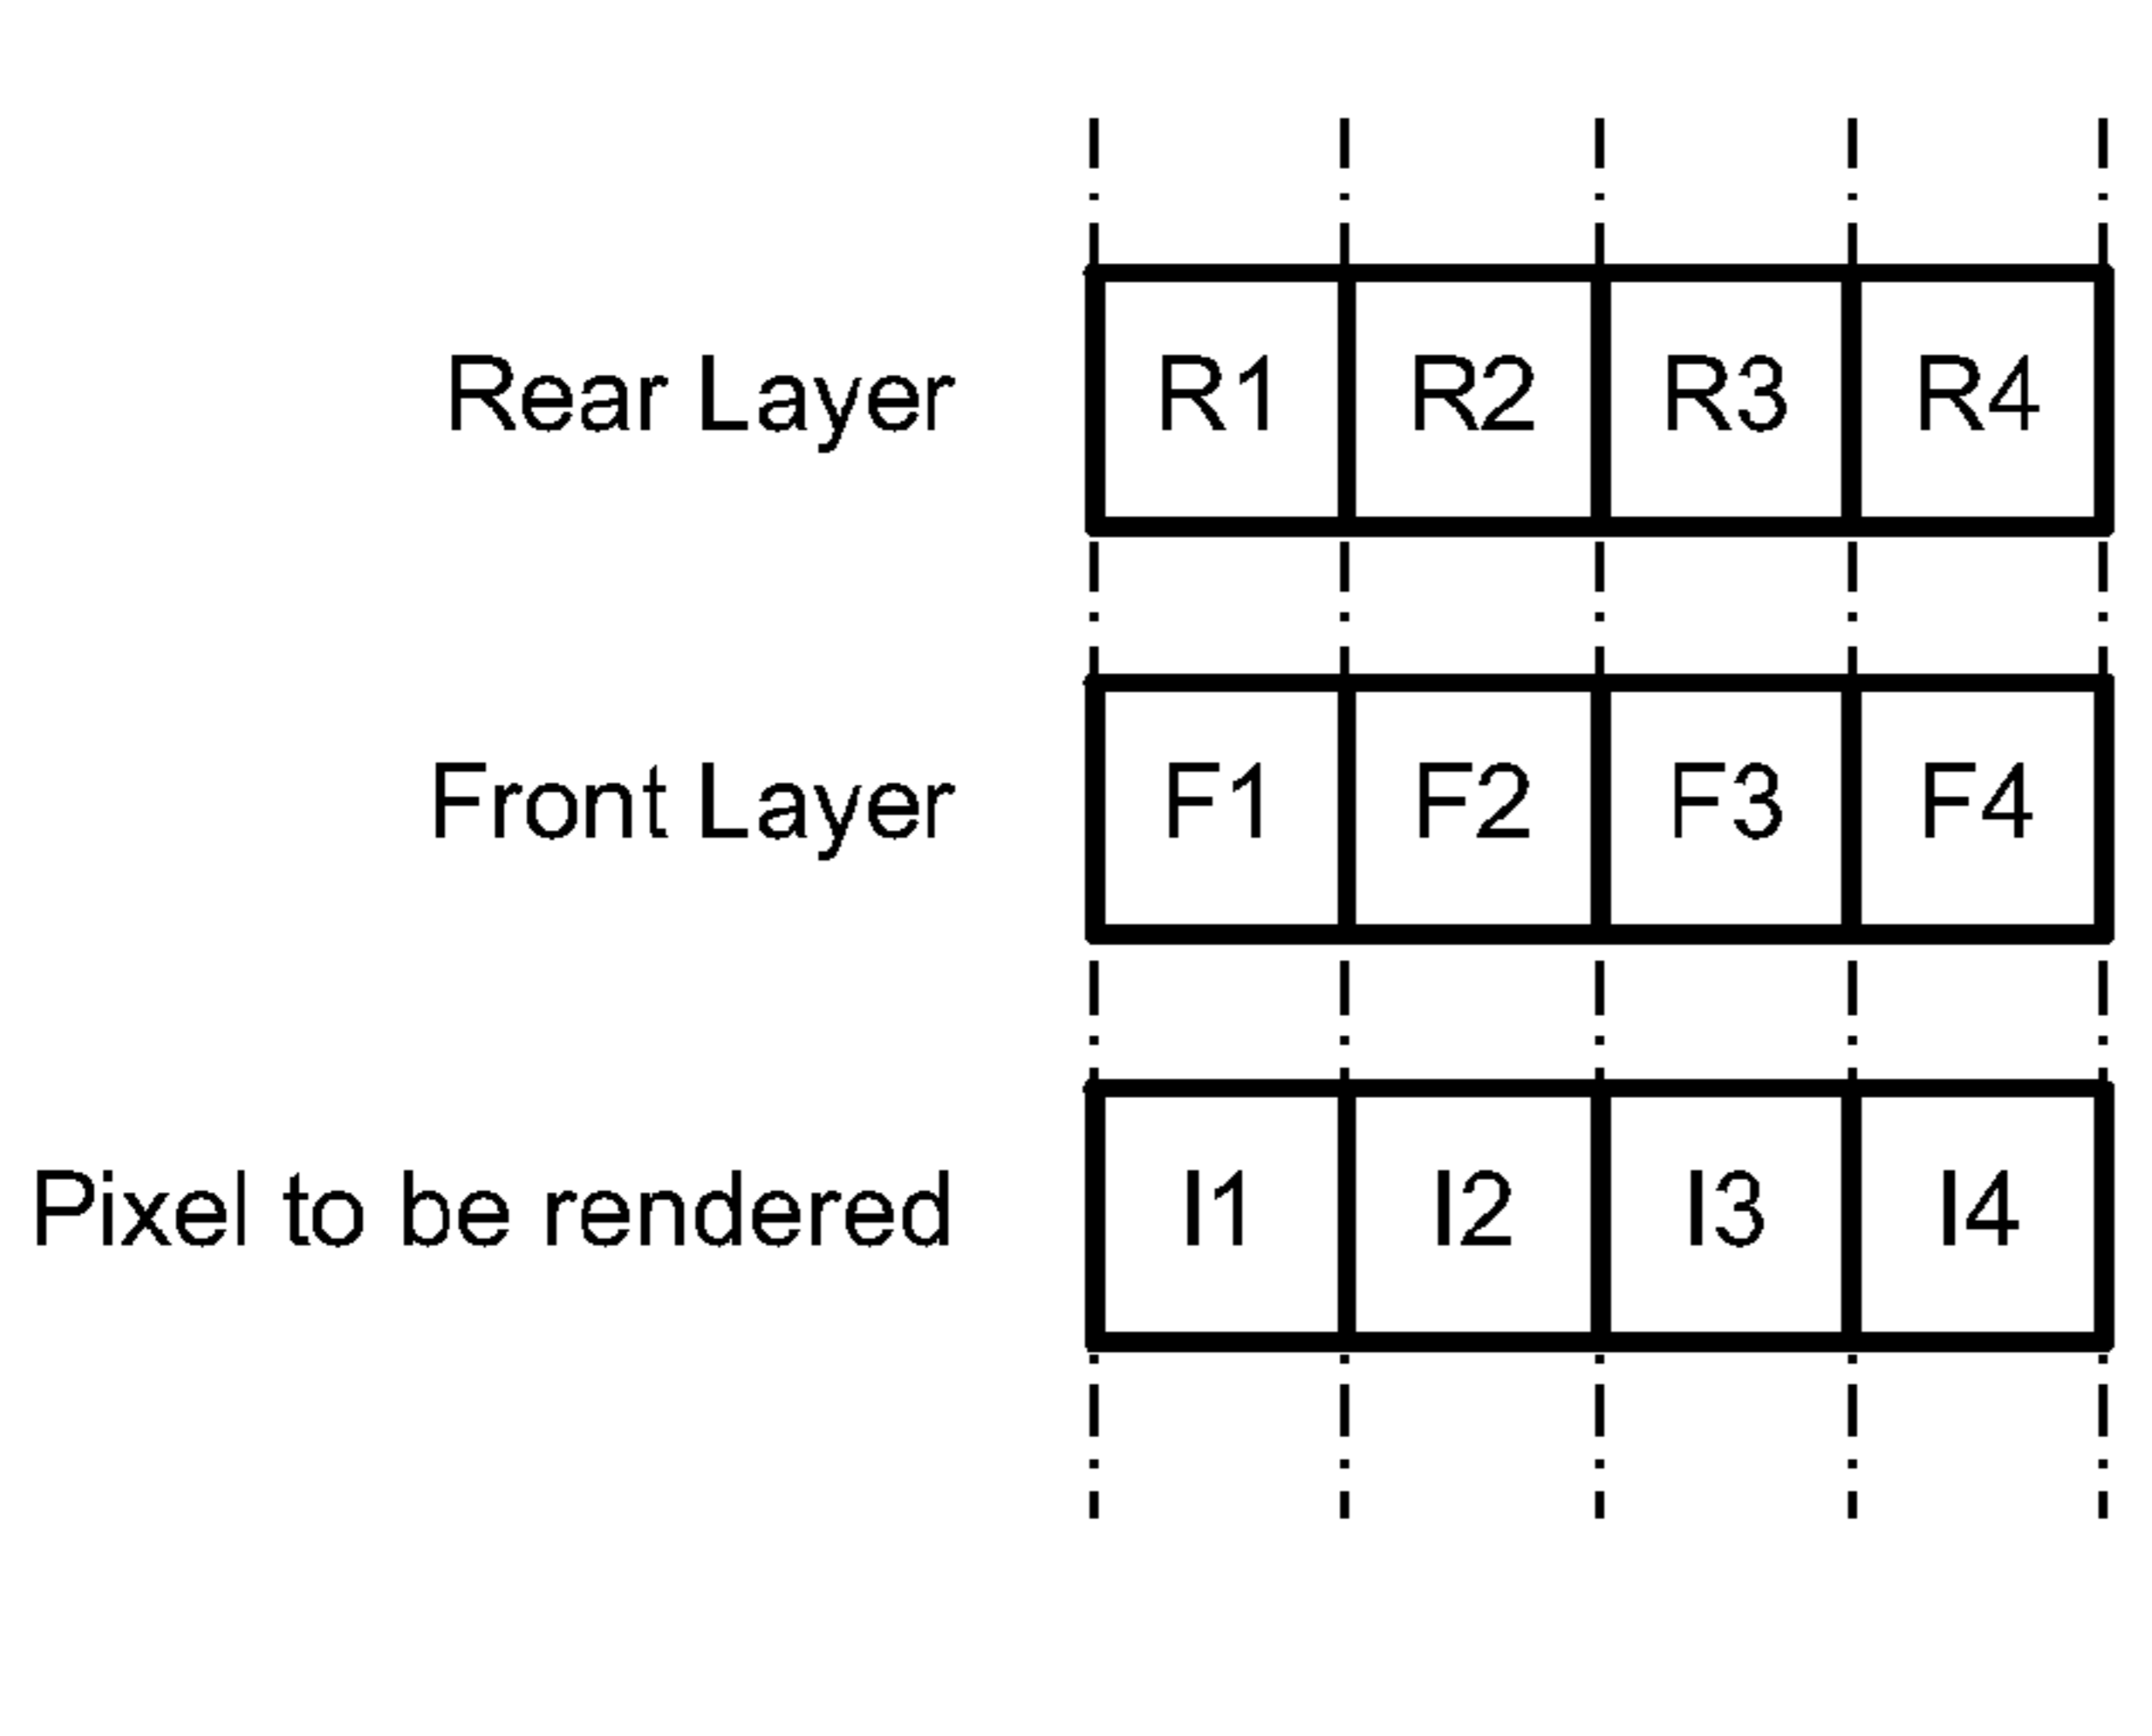 Rear Layer R1 R2 R3 R4
Front Layer F1 F2 F3 F4
Pixel to be rendered I1 I2 I3 I4